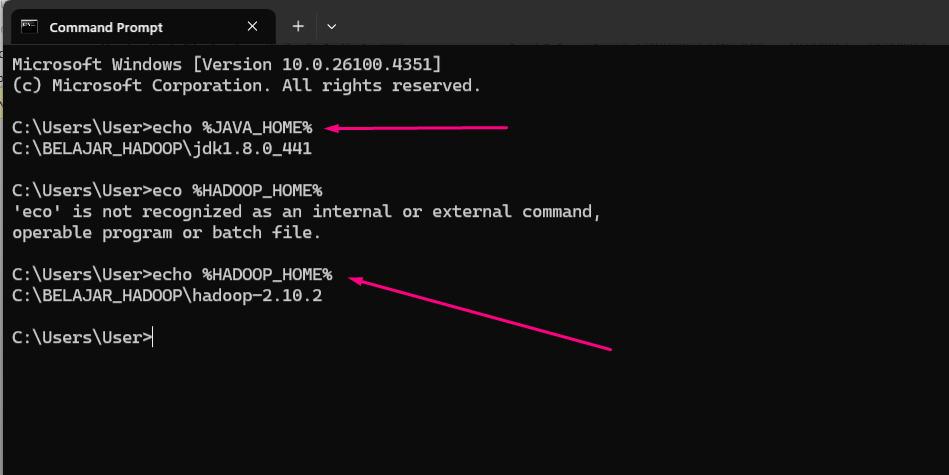 Command Prompt
Microsoft Windows [Version 10.0.26100.4351]
(c) Microsoft Corporation. All rights reserved.
C:\Users\User>echo %JAVA_HOME%
C:\BELAJAR_HADOOP\jdk1.8.0_441
C:\Users\User>eco %HADOOP_HOME%
'eco' is not recognized as an internal or external command,
operable program or batch file.
C:\Users\User>echo %HADOOP_HOME%
C:\BELAJAR_HADOOP\hadoop-2.10.2
C:\Users\User>